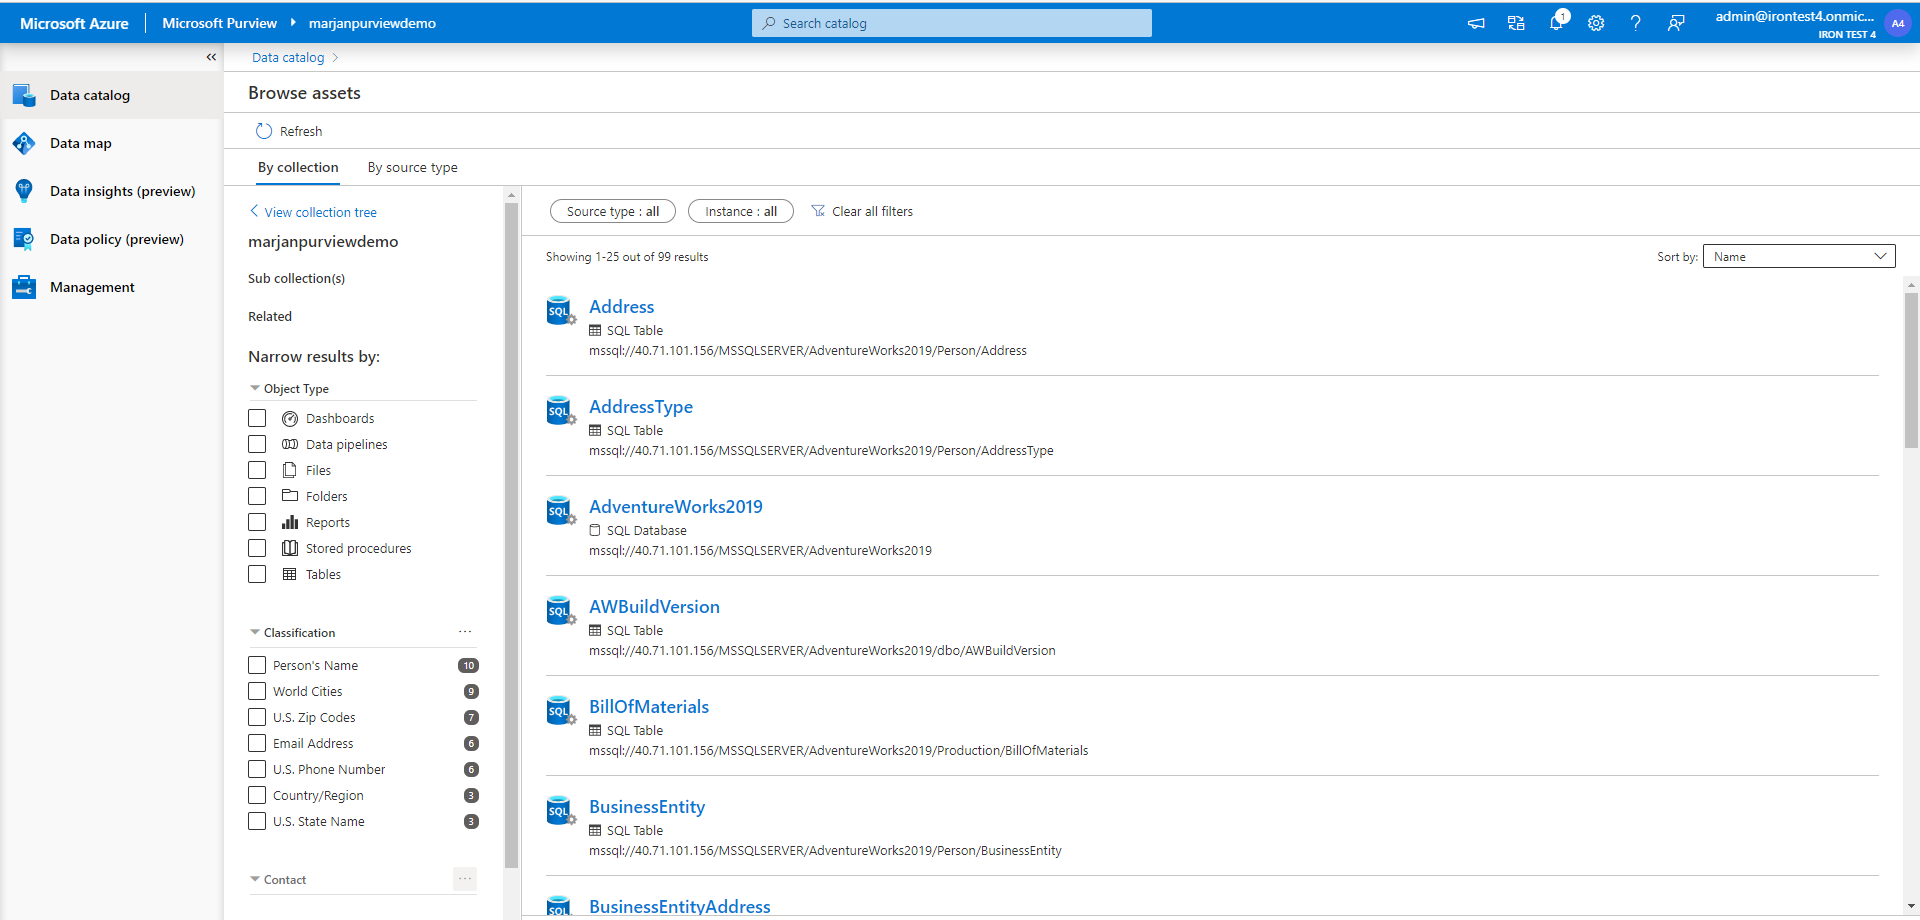 Microsoft Azure
Microsoft Purview
marjanpurviewdemo
Search catalog
1
admin@irontest4.onmic...
IRON TEST 4
A4
Data catalog
Data map
Data insights (preview)
Data policy (preview)
Management
Data catalog
Browse assets
Refresh
By collection
By source type
View collection tree
marjanpurviewdemo
Sub collection(s)
Related
Narrow results by:
Object Type
Dashboards
Data pipelines
Files
Folders
Reports
Stored procedures
Tables
Classification
...
Person's Name 10
World Cities 9
U.S. Zip Codes 7
Email Address 6
U.S. Phone Number 6
Country/Region 3
U.S. State Name 3
Contact
...
Source type : all
Instance : all
Clear all filters
Showing 1-25 out of 99 results
Sort by: Name
SQL
Address
SQL Table
mssql://40.71.101.156/MSSQLSERVER/AdventureWorks2019/Person/Address
SQL
AddressType
SQL Table
mssql://40.71.101.156/MSSQLSERVER/AdventureWorks2019/Person/AddressType
SQL
AdventureWorks2019
SQL Database
mssql://40.71.101.156/MSSQLSERVER/AdventureWorks2019
SQL
AWBuildVersion
SQL Table
mssql://40.71.101.156/MSSQLSERVER/AdventureWorks2019/dbo/AWBuildVersion
SQL
BillOfMaterials
SQL Table
mssql://40.71.101.156/MSSQLSERVER/AdventureWorks2019/Production/BillOfMaterials
SQL
BusinessEntity
SQL Table
mssql://40.71.101.156/MSSQLSERVER/AdventureWorks2019/Person/BusinessEntity
SQL
BusinessEntityAddress